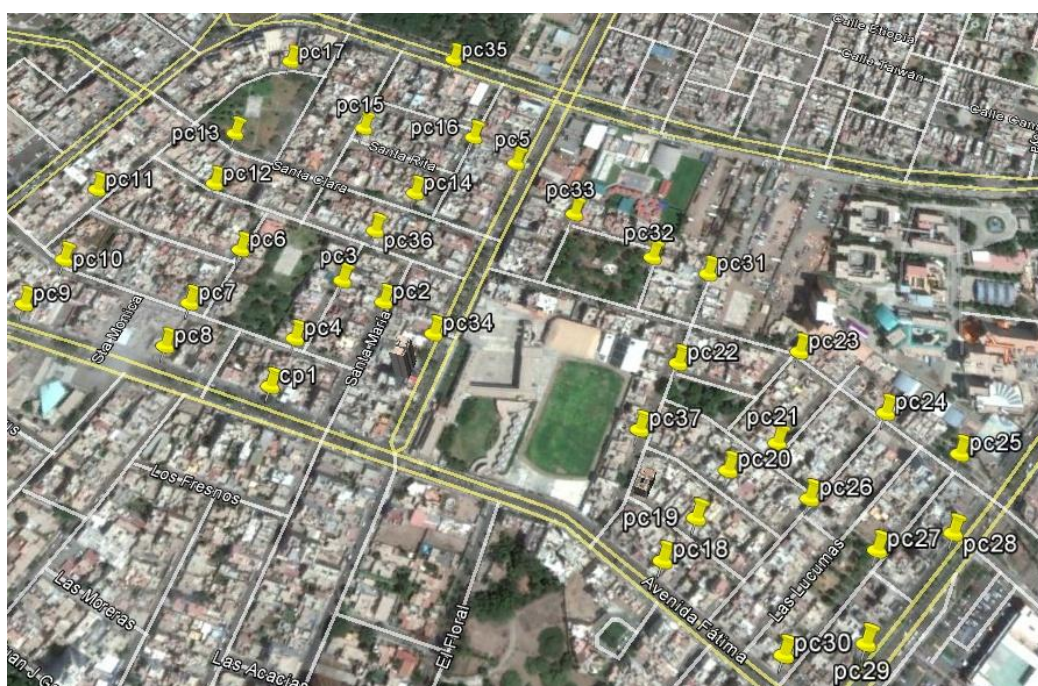 Calle Etiopia
pc17
pc35
Calle Taiwán
pc15
pc16
pc13
pc5
Santa Rita
Santa Clara
pc11
pc12
pc14
pc33
pc36
pc6
pc32
pc10
pc3
pc31
pc9
pc7
pc2
Sta Monica
pc8
pc4
Santa Maria
pc34
pc23
pc22
cp1
pc24
pc37
pc21
pc25
pc20
Los Fresnos
pc26
pc19
pc18
pc27
pc28
Las Lucumas
Las Moreras
Avenida Fátima
El Floral
pc30
pc29
Las Acacias